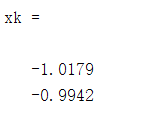 xk =
-1.0179
-0.9942